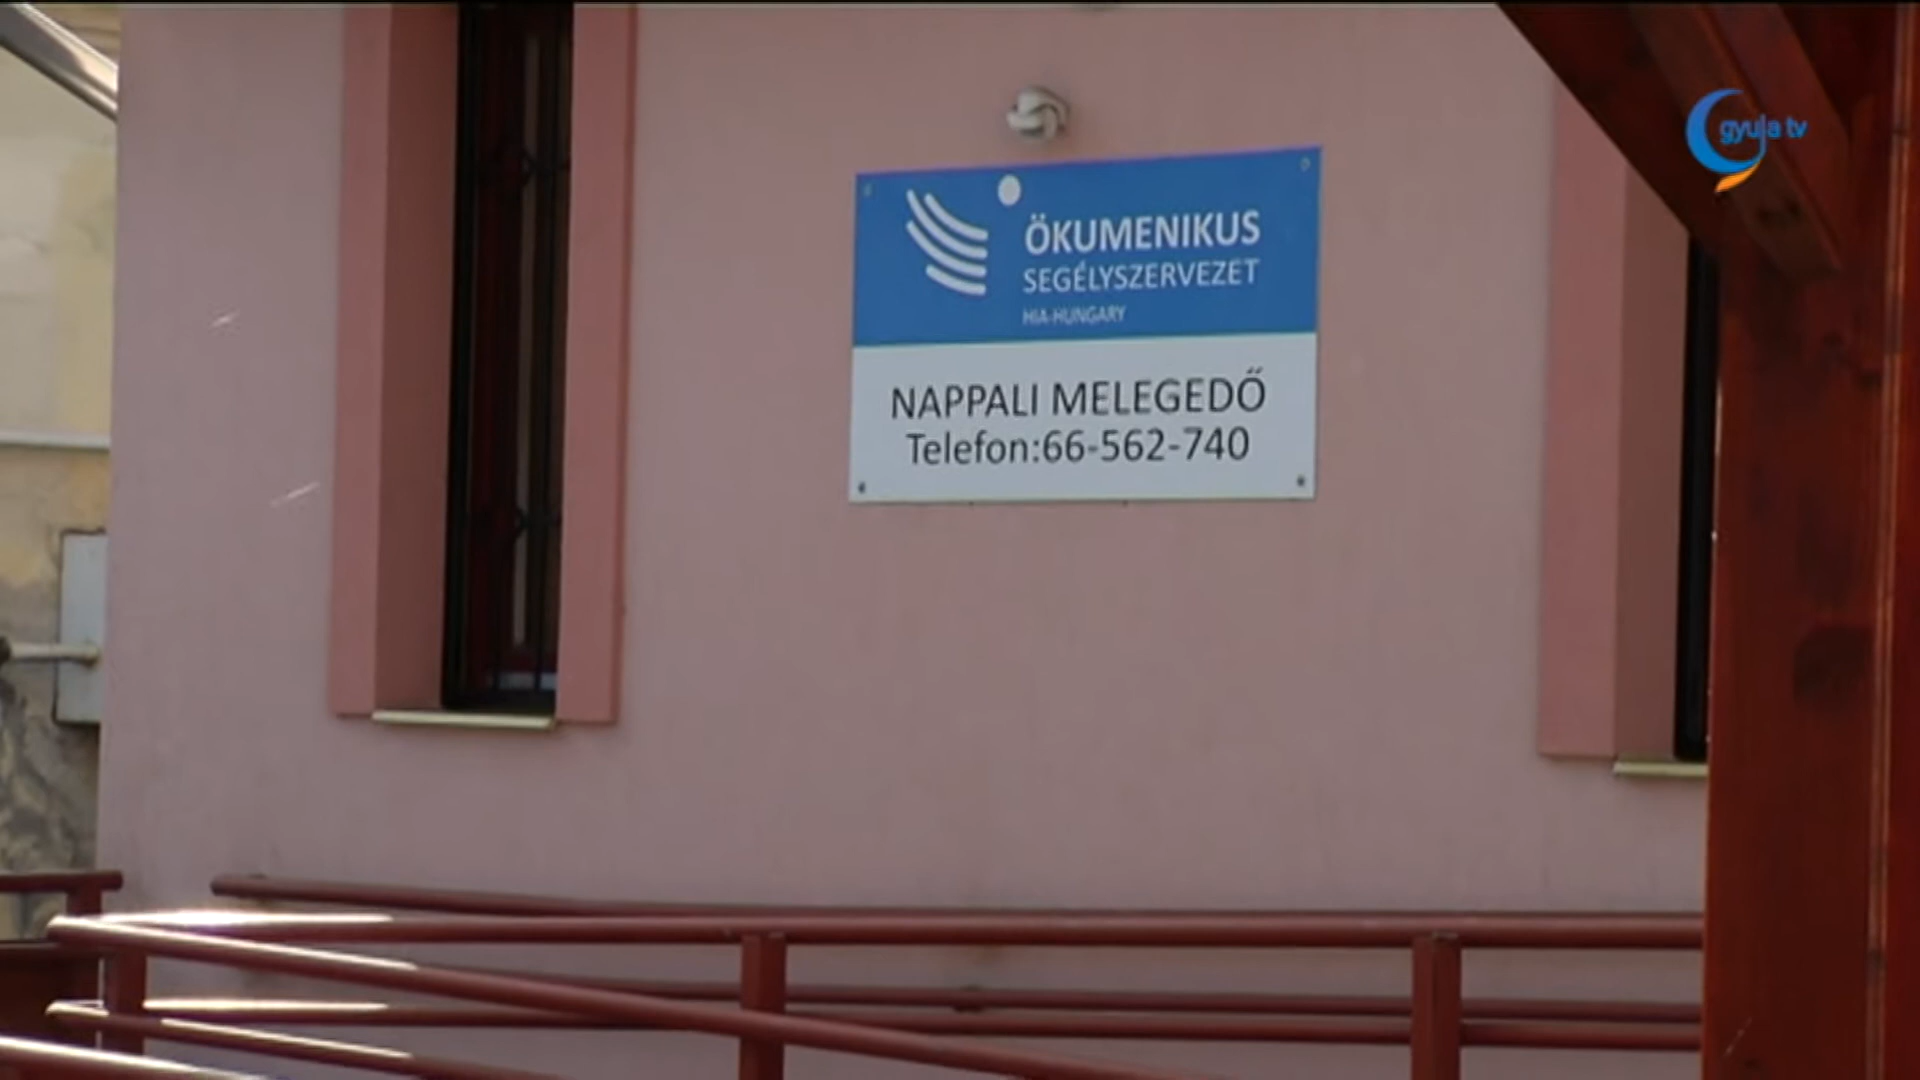 gyula tv
ÖKUMENIKUS
SEGÉLYSZERVEZET
HIA-HUNGARY
NAPPALI MELEGEDŐ
Telefon:66-562-740